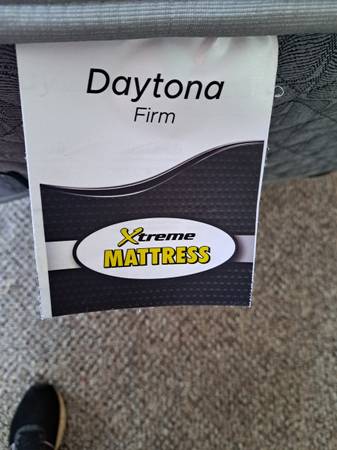 Daytona
Firm
Xtreme
MATTRESS